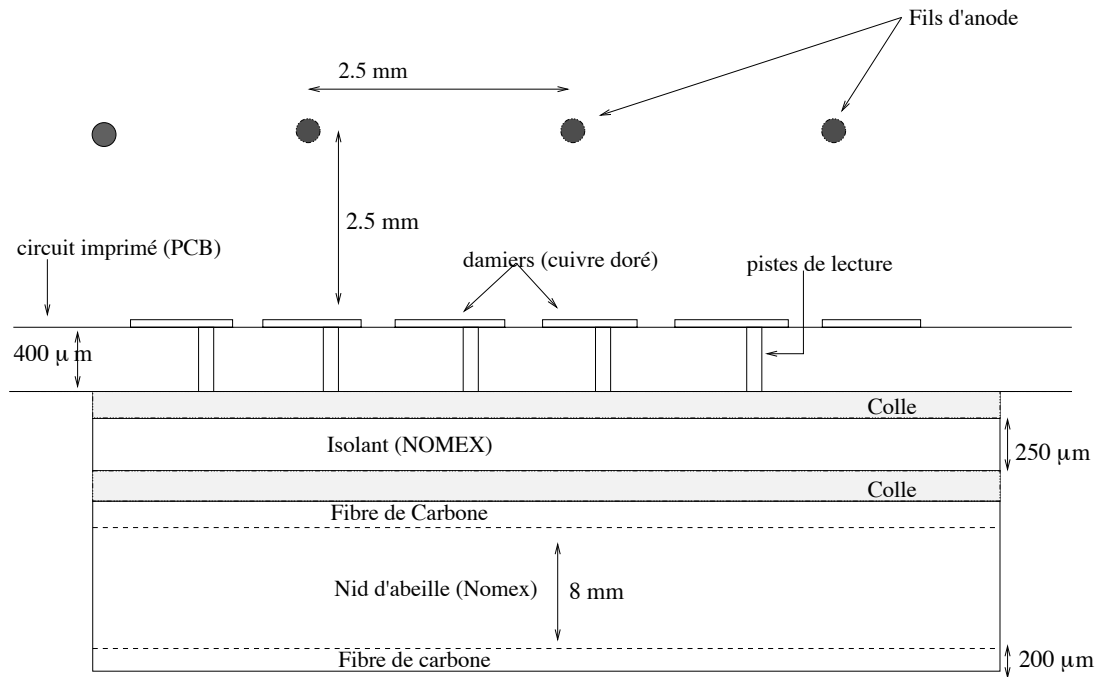 Fils d'anode
2.5 mm
2.5 mm
circuit imprimé (PCB)
damiers (cuivre doré)
pistes de lecture
400 μm
Colle
Isolant (NOMEX)
250 μm
Colle
Fibre de Carbone
Nid d'abeille (Nomex)
8 mm
Fibre de carbone
200 μm